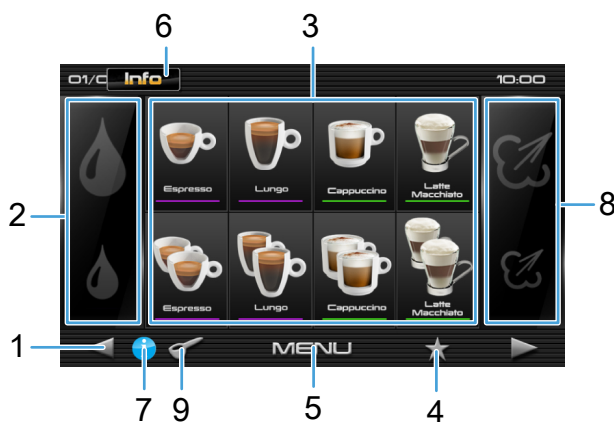 6 3
01/0 Info 10:00
Espresso Lungo Cappuccino Latte Macchiato
2 8
Espresso Lungo Cappuccino Latte Macchiato
1 MENU
7 9 5 4